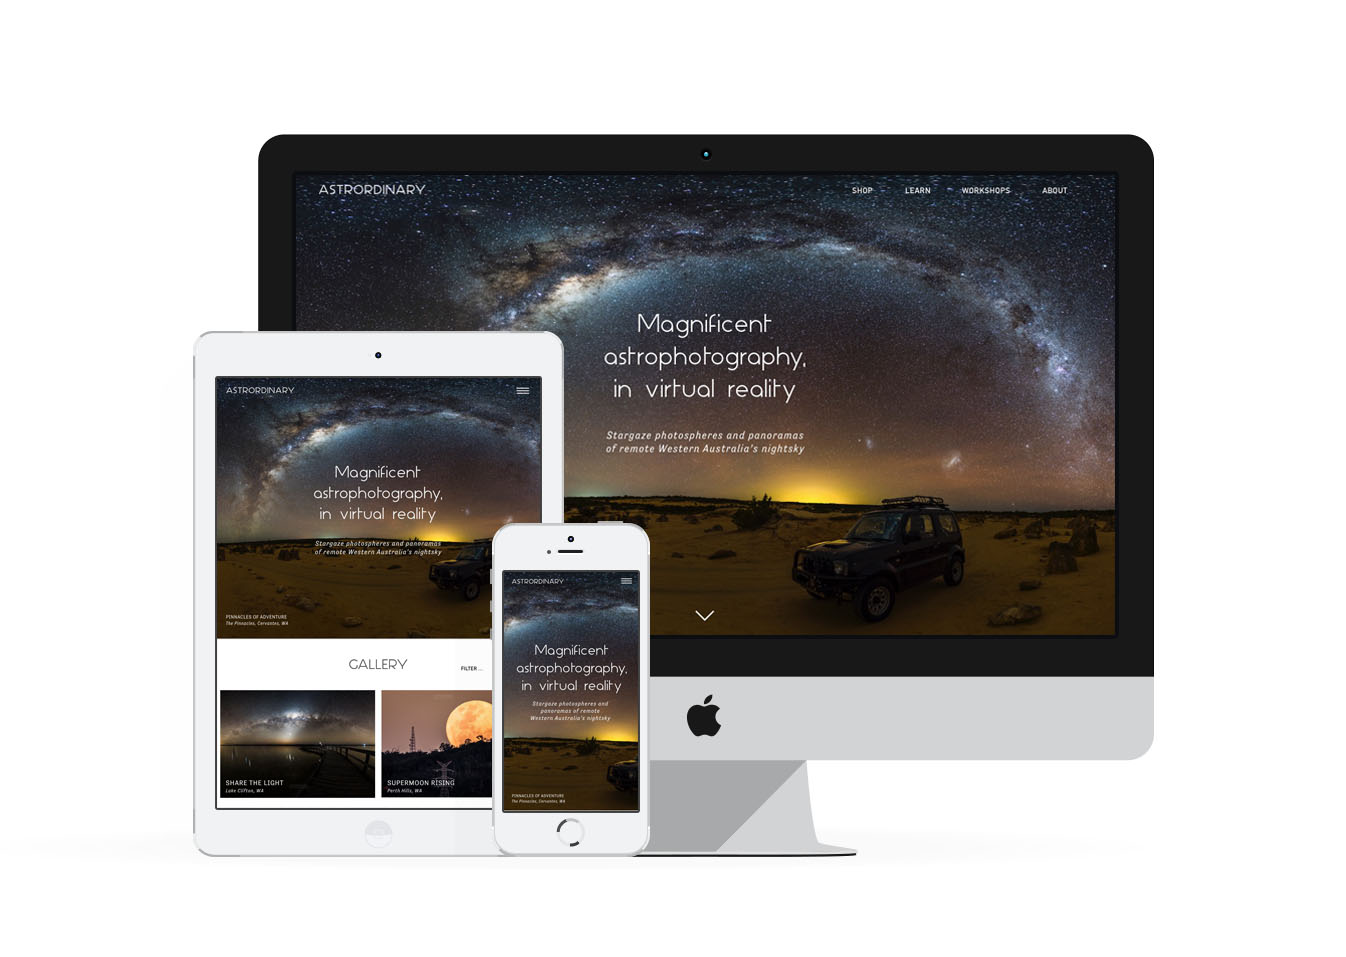 ASTRORDINARY
SHOP LEARN WORKSHOPS ABOUT
Magnificent
astrophotography,
in virtual reality
Stargaze photospheres and panoramas
of remote Western Australia's nightsky
ASTRORDINARY
Magnificent
astrophotography,
in virtual reality
Stargaze photospheres and panoramas
of remote Western Australia's nightsky
PINNACLES OF ADVENTURE
The Pinnacles, Cervantes, WA
GALLERY
FILTER ...
SHARE THE LIGHT
Lake Clifton, WA
SUPERMOON RISING
Perth Hills, WA
ASTRORDINARY
Magnificent
astrophotography,
in virtual reality
Stargaze photospheres and
panoramas of remote
Western Australia's nightsky
PINNACLES OF ADVENTURE
The Pinnacles, Cervantes, WA